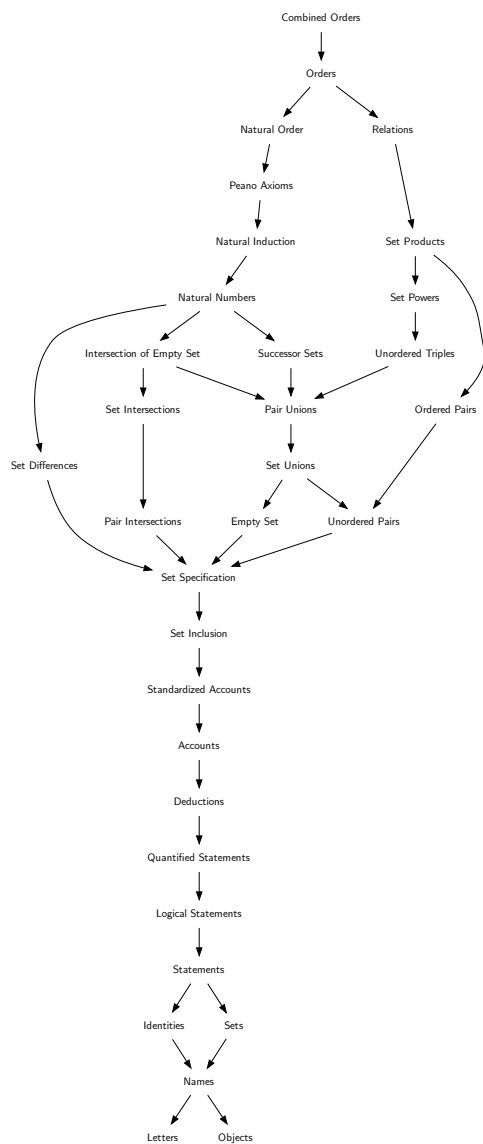 Combined Orders
Orders
Natural Order
Relations
Peano Axioms
Natural Induction
Set Products
Natural Numbers
Set Powers
Intersection of Empty Set
Successor Sets
Unordered Triples
Set Intersections
Pair Unions
Ordered Pairs
Set Differences
Set Unions
Pair Intersections
Empty Set
Unordered Pairs
Set Specification
Set Inclusion
Standardized Accounts
Accounts
Deductions
Quantified Statements
Logical Statements
Statements
Identities
Sets
Names
Letters
Objects